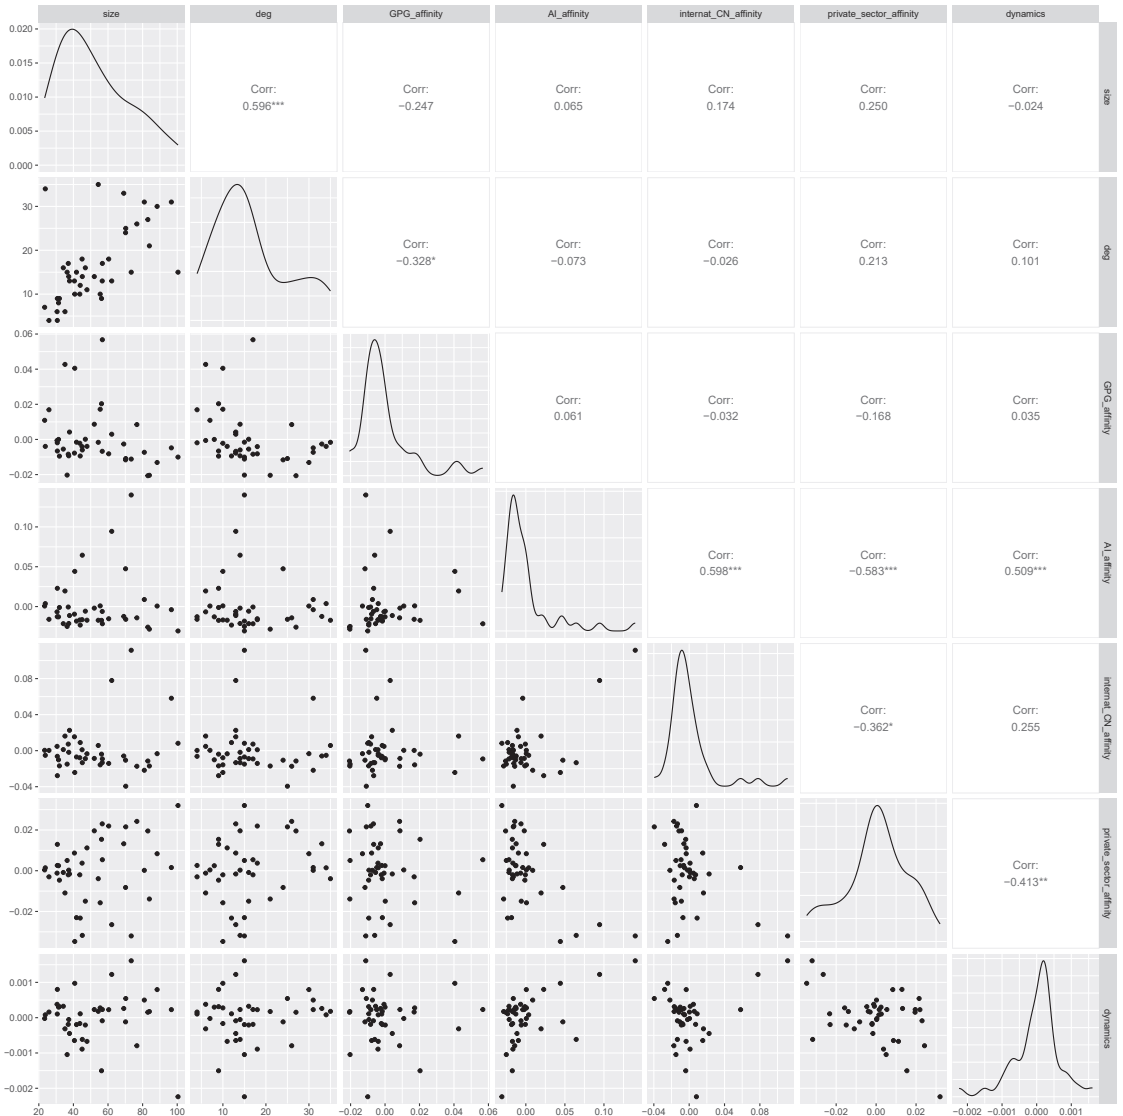 size deg GPG_affinity AI_affinity internat_CN_affinity private_sector_affinity dynamics
0.020
0.015
0.010
0.005
0.000
Corr: Corr: Corr: Corr: Corr: Corr:
0.596*** −0.247 0.065 0.174 0.250 −0.024
size
30
20
10
Corr: Corr: Corr: Corr: Corr:
−0.328* −0.073 −0.026 0.213 0.101
deg
0.06
0.04
0.02
0.00
−0.02
Corr: Corr: Corr: Corr:
0.061 −0.032 −0.168 0.035
GPG_affinity
0.10
0.05
0.00
Corr: Corr: Corr:
0.598*** −0.583*** 0.509***
AI_affinity
0.08
0.04
0.00
−0.04
Corr: Corr:
−0.362* 0.255
internat_CN_affinity
0.02
0.00
−0.02
Corr:
−0.413**
private_sector_affinity
0.001
0.000
−0.001
−0.002
dynamics
20 40 60 80 100 10 20 30 −0.02 0.00 0.02 0.04 0.06 0.00 0.05 0.10 −0.04 0.00 0.04 0.08 −0.02 0.00 0.02 −0.002 −0.001 0.000 0.001